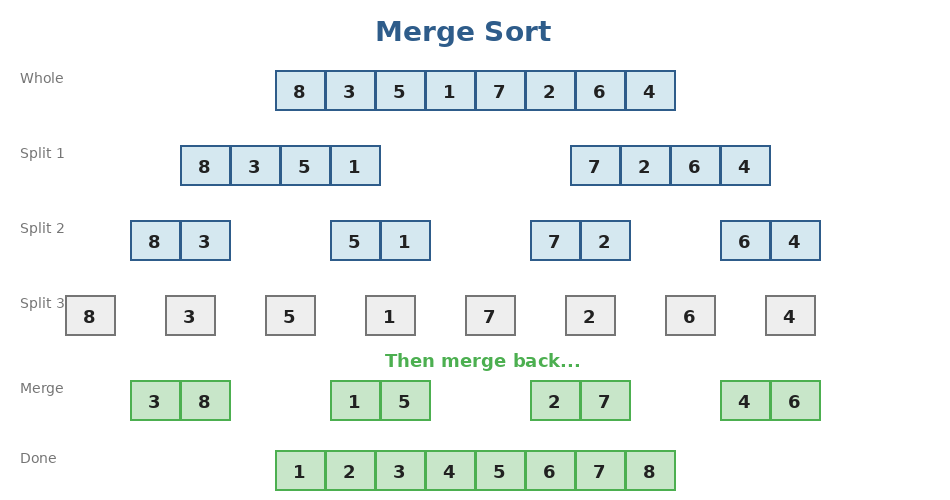 Merge Sort
Whole 8 3 5 1 7 2 6 4
Split 1 8 3 5 1 7 2 6 4
Split 2 8 3 5 1 7 2 6 4
Split 3 8 3 5 1 7 2 6 4
Then merge back...
Merge 3 8 1 5 2 7 4 6
Done 1 2 3 4 5 6 7 8